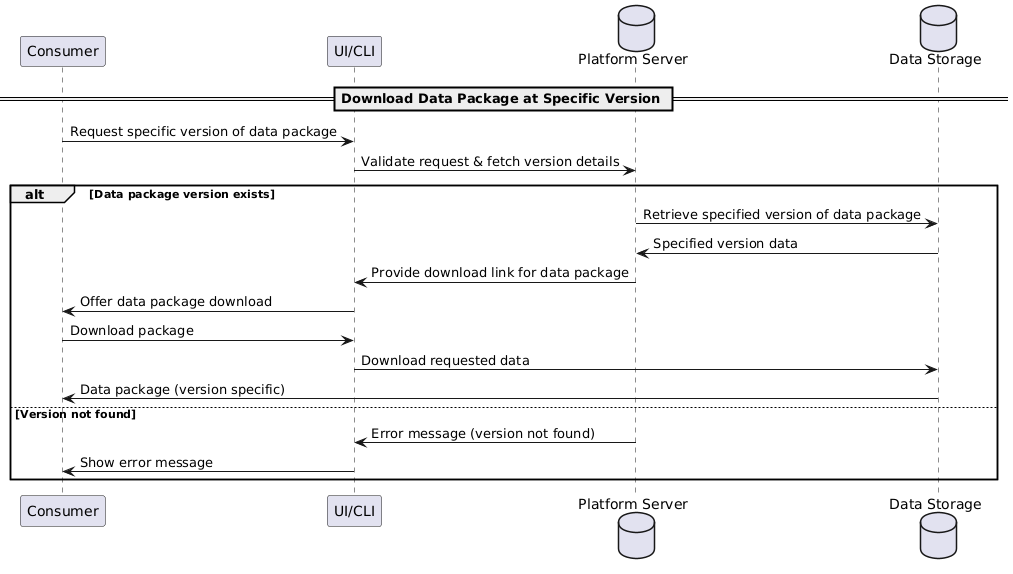 Consumer
UI/CLI
Platform Server
Data Storage
Download Data Package at Specific Version
Request specific version of data package
Validate request & fetch version details
alt
[Data package version exists]
Retrieve specified version of data package
Specified version data
Provide download link for data package
Offer data package download
Download package
Download requested data
Data package (version specific)
[Version not found]
Error message (version not found)
Show error message
Consumer
UI/CLI
Platform Server
Data Storage